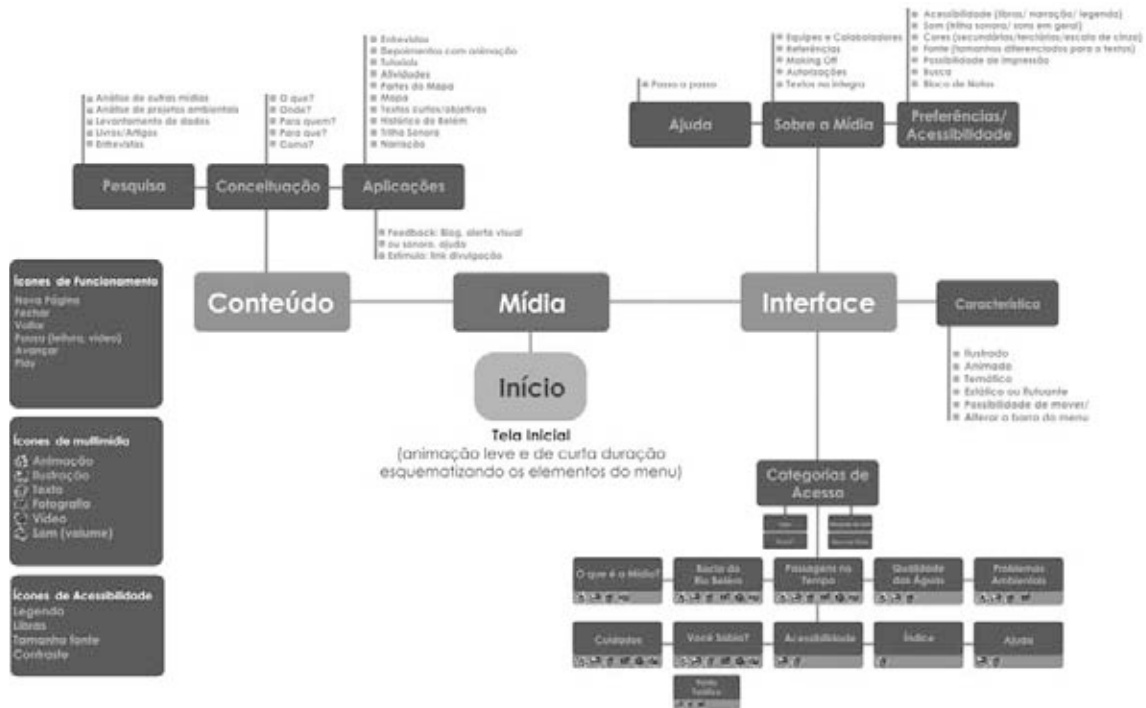 Entrevistas
Depoimentos com animação
Tutoriais
Atividades
Partes do Mapa
Mapa
Textos curtos/objetivos
Histórico do Belém
Trilha Sonora
Narração
O que?
Onde?
Para quem?
Para que?
Como?
Análise de outras mídias
Análise de projetos ambientais
Levantamento de dados
Livros/Artigos
Entrevistas
Pesquisa
Conceituação
Aplicações
Feedback: Blog, alerta visual
ou sonoro, ajuda
Estímulo: link divulgação
Acessibilidade (libras/ narração/ legenda)
Som (trilha sonora/ sons em geral)
Cores (secundárias/terciárias/escala de cinza)
Fonte (tamanhos diferenciados para o textos)
Possibilidade de impressão
Busca
Bloco de Notas
Equipes e Colaboradores
Referências
Making Off
Autorizações
Textos na íntegra
Passo a passo
Ajuda
Sobre a Mídia
Preferências/
Acessibilidade
Conteúdo
Mídia
Interface
Característica
Ilustrado
Animado
Temático
Estático ou Flutuante
Possibilidade de mover/
Alterar a barra do menu
Início
Tela Inicial
(animação leve e de curta duração
esquematizando os elementos do menu)
Ícones de Funcionamento
Nova Página
Fechar
Voltar
Pausa (leitura, vídeo)
Avançar
Play
Ícones de multimídia
Animação
Ilustração
Texto
Fotografia
Vídeo
Som (volume)
Ícones de Acessibilidade
Legenda
Libras
Tamanho fonte
Contraste
Categorias de
Acesso
O que é a Mídia?
Bacia do
Rio Belém
Passagens no
Tempo
Qualidade
das Águas
Problemas
Ambientais
Cuidados
Você Sabia?
Acessibilidade
Índice
Ajuda